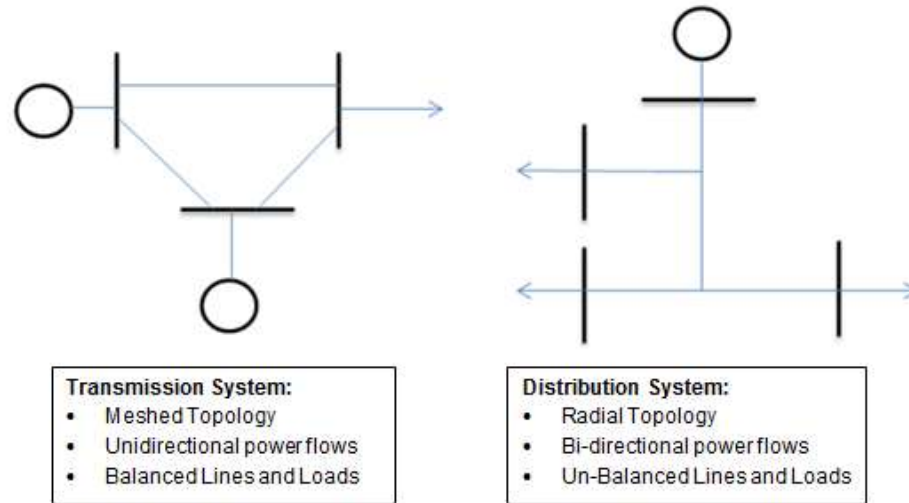 Transmission System:
• Meshed Topology
• Unidirectional power flows
• Balanced Lines and Loads
Distribution System:
• Radial Topology
• Bi-directional power flows
• Un-Balanced Lines and Loads